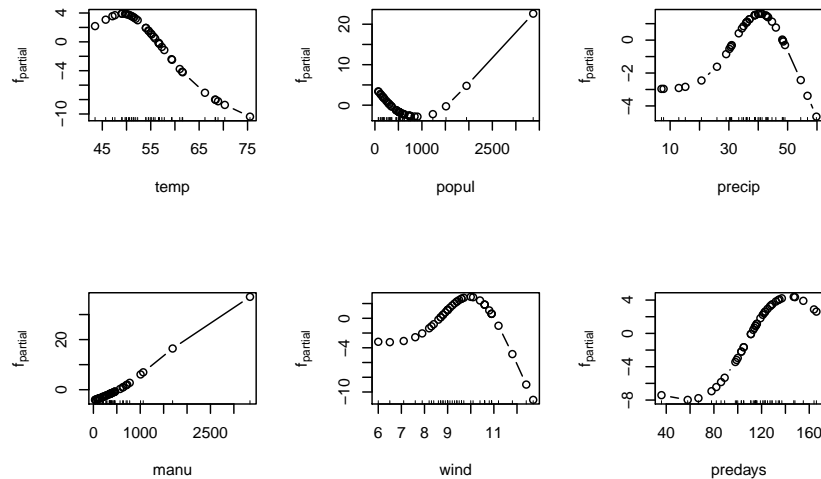 f_partial
4
0
−4
−10
45 55 65 75
temp
f_partial
20
10
0
0 1000 2500
popul
f_partial
0
−2
−4
10 30 50
precip
f_partial
20
0
0 1000 2500
manu
f_partial
0
−4
−10
6 7 8 9 11
wind
f_partial
4
0
−4
−8
40 80 120 160
predays